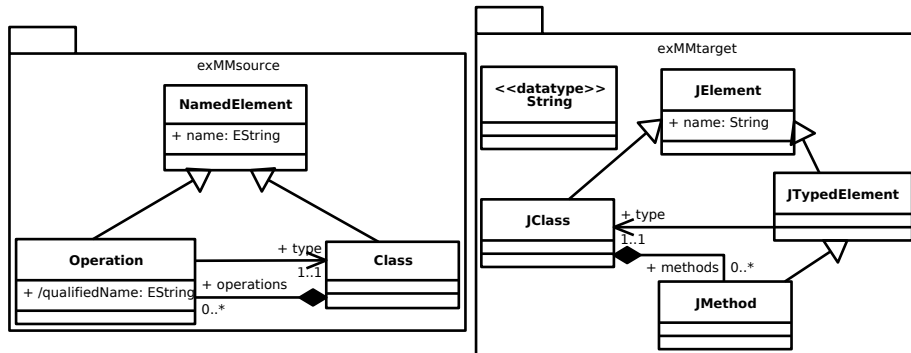 exMMsource
NamedElement
+ name: EString
Operation
+ /qualifiedName: EString
+ type
1..1
+ operations
0..*
Class
exMMtarget
<<datatype>>
String
JElement
+ name: String
JClass
+ type
1..1
JTypedElement
+ methods
0..*
JMethod